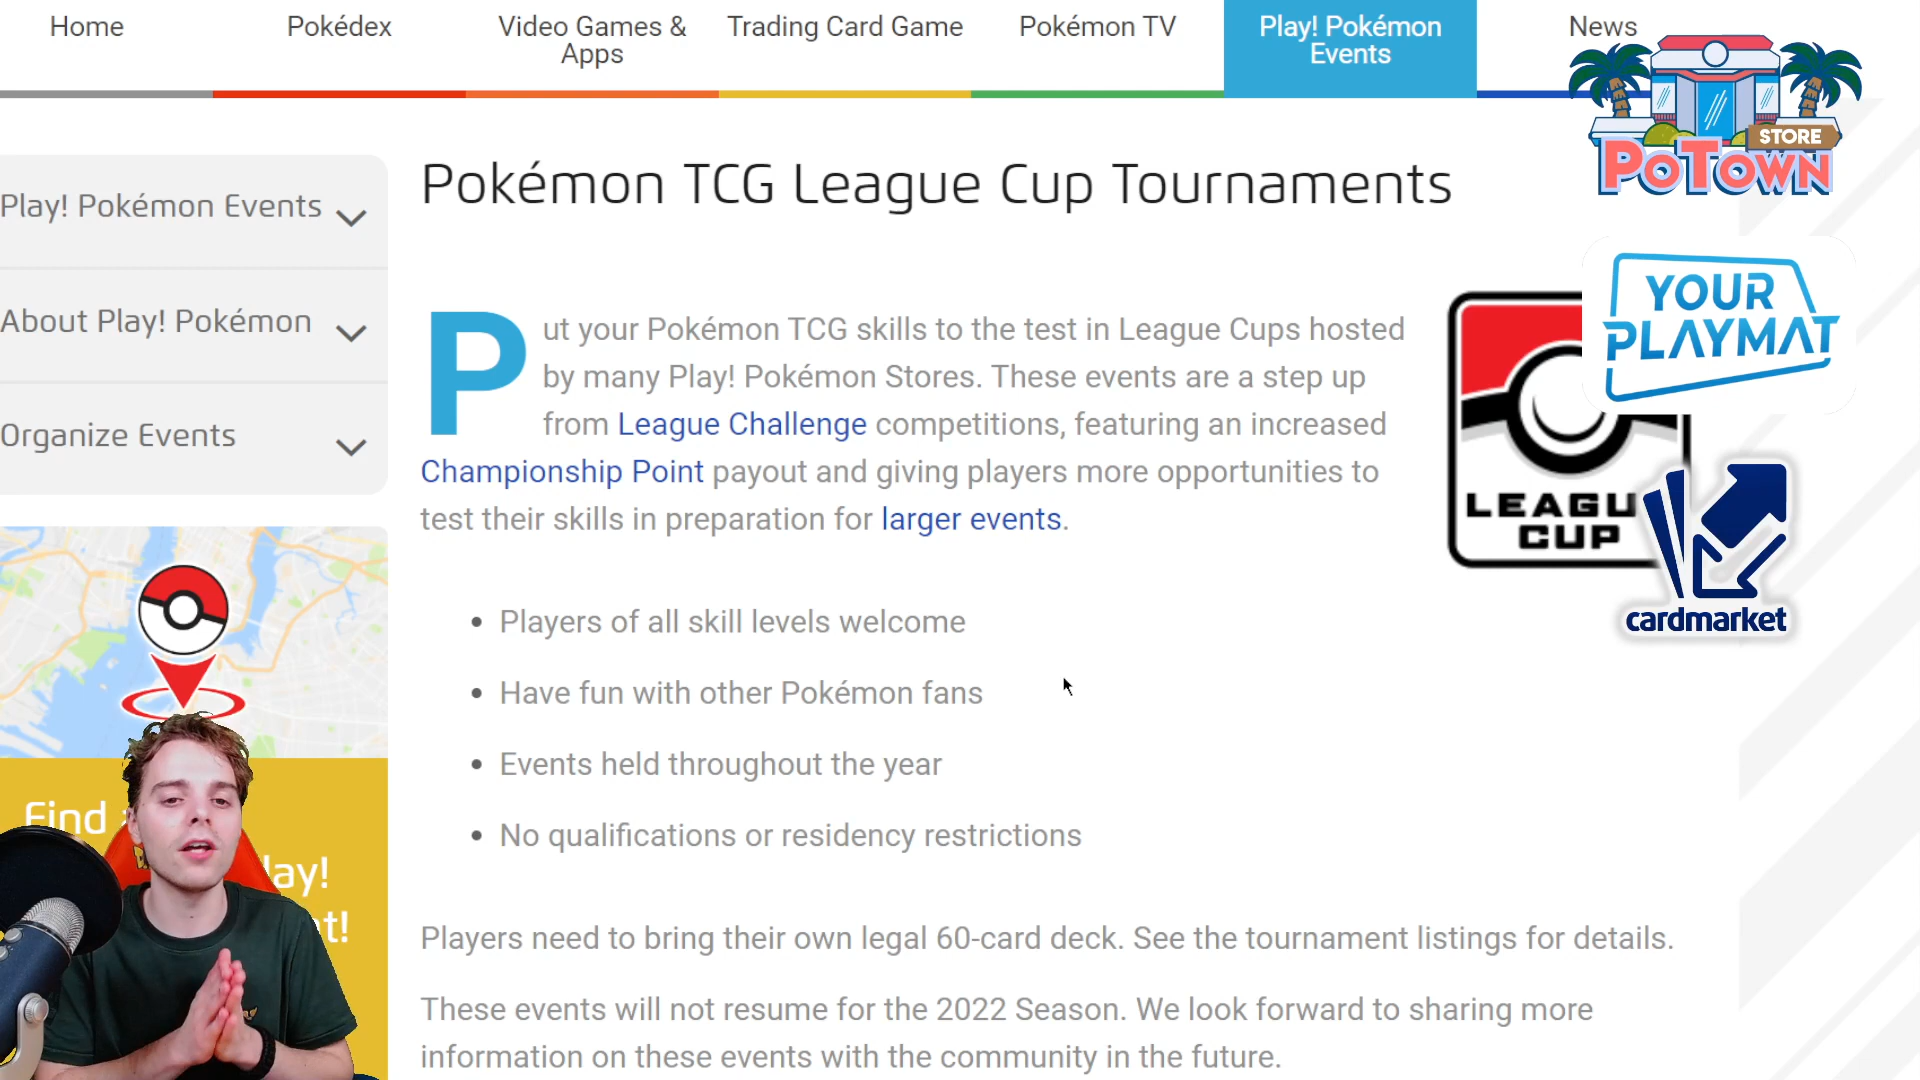 Home
Pokédex
Video Games &
Apps
Trading Card Game
Pokémon TV
Play! Pokémon
Events
News
STORE
POTOWN
Play! Pokémon Events
About Play! Pokémon
Organize Events
Pokémon TCG League Cup Tournaments
Put your Pokémon TCG skills to the test in League Cups hosted
by many Play! Pokémon Stores. These events are a step up
from League Challenge competitions, featuring an increased
Championship Point payout and giving players more opportunities to
test their skills in preparation for larger events.
YOUR
PLAYMAT
LEAGU
CUP
cardmarket
Players of all skill levels welcome
Have fun with other Pokémon fans
Events held throughout the year
No qualifications or residency restrictions
Find
lay!
t!
Players need to bring their own legal 60-card deck. See the tournament listings for details.
These events will not resume for the 2022 Season. We look forward to sharing more
information on these events with the community in the future.